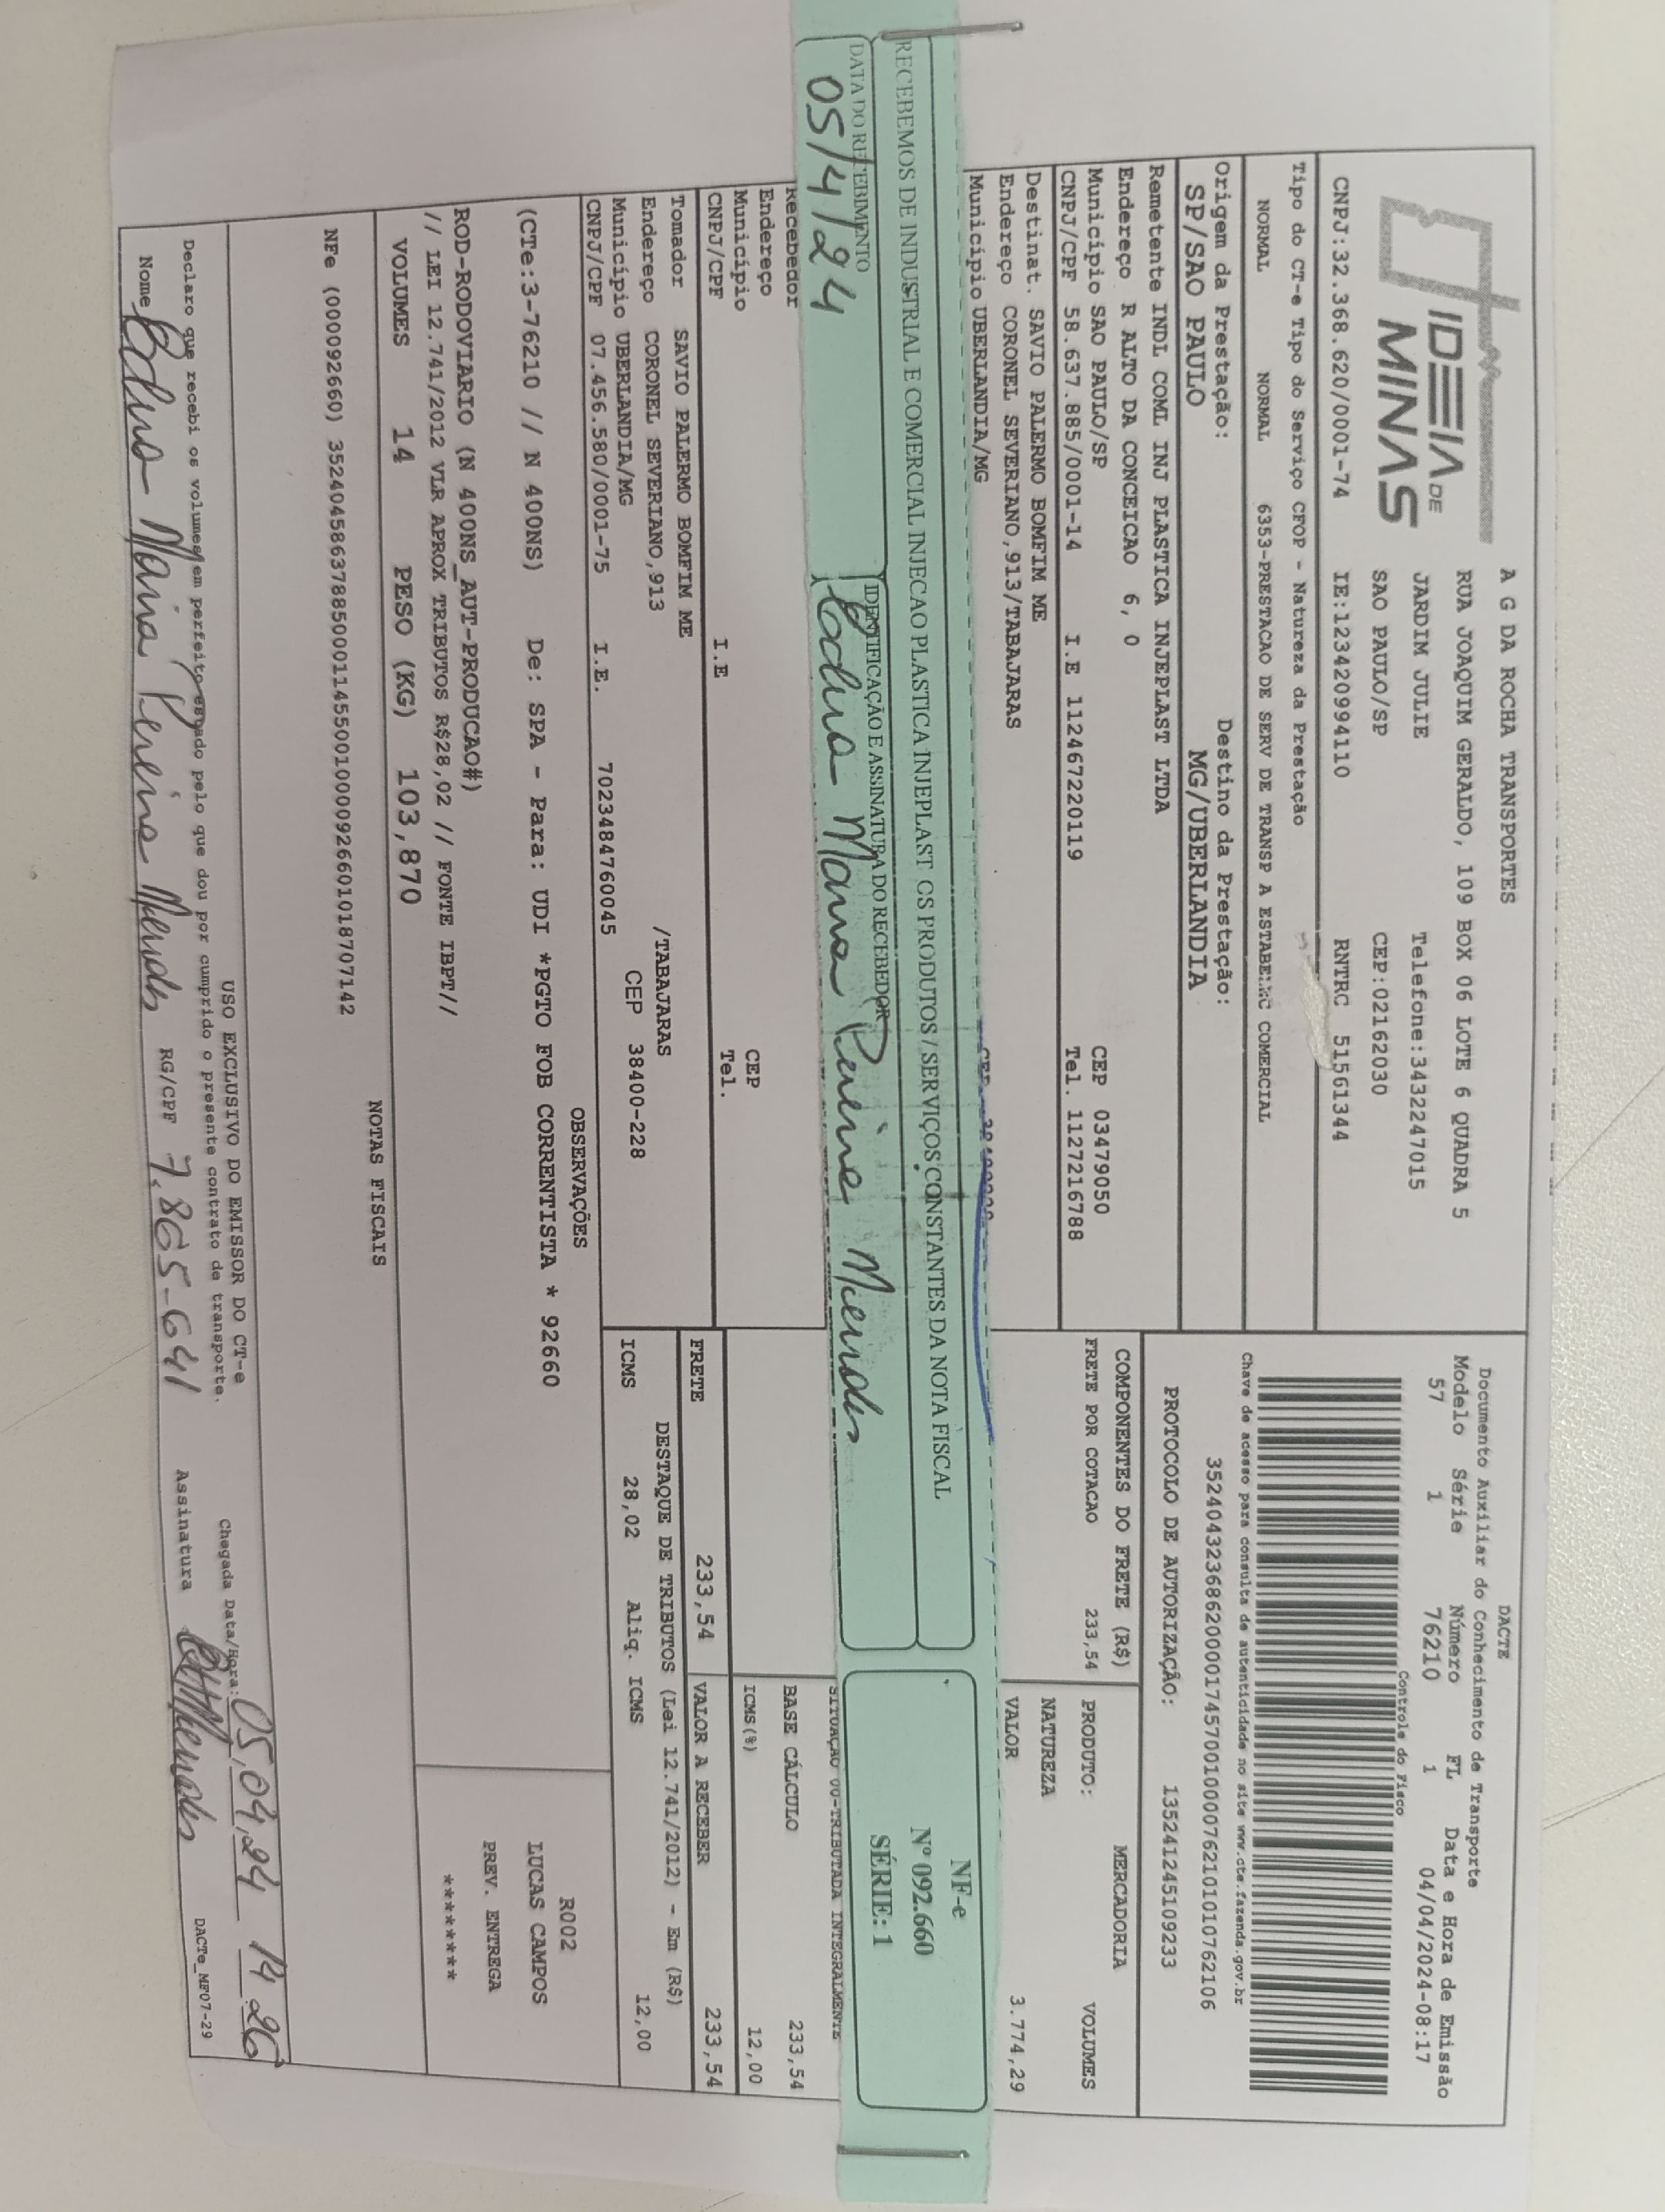 IDEIA DE
MINAS
A G DA ROCHA TRANSPORTES
RUA JOAQUIM GERALDO, 109 BOX 06 LOTE 6 QUADRA 5
JARDIM JULIE Telefone:3432247015
SAO PAULO/SP CEP:02162030
CNPJ:32.368.620/0001-74 IE:123420994110 RNTRC 51561344
DACTE
Documento Auxiliar do Conhecimento de Transporte
Modelo Série Número FL Data e Hora de Emissão
57 1 76210 1 04/04/2024-08:17
Controle do Fisco
Chave de acesso para consulta de autenticidade no site www.cte.fazenda.gov.br
35240432368620000174570010000762101010762106
PROTOCOLO DE AUTORIZAÇÃO: 135241245109233
Tipo do CT-e Tipo do Serviço CFOP - Natureza da Prestação
NORMAL NORMAL 6353-PRESTACAO DE SERV DE TRANSP A ESTABELEC COMERCIAL
Origem da Prestação: Destino da Prestação:
SP/SAO PAULO MG/UBERLANDIA
Remetente INDL COML INJ PLASTICA INJEPLAST LTDA
Endereço R ALTO DA CONCEICAO 6, 0
Município SAO PAULO/SP CEP 03479050
CNPJ/CPF 58.637.885/0001-14 I.E 112467220119 Tel. 1127216788
Destinat. SAVIO PALERMO BOMFIM ME
Endereço CORONEL SEVERIANO,913/TABAJARAS
Município UBERLANDIA/MG
COMPONENTES DO FRETE (R$) MERCADORIA
FRETE POR COTACAO 233,54 PRODUTO: VOLUMES
NATUREZA
VALOR 3.774,29
RECEBEMOS DE INDUSTRIAL E COMERCIAL INJECAO PLASTICA INJEPLAST OS PRODUTOS / SERVIÇOS CONSTANTES DA NOTA FISCAL
DATA DO RECEBIMENTO IDENTIFICAÇÃO E ASSINATURA DO RECEBEDOR
05/4/24 Maria Pereira Mendes
NF-e
Nº 092.660
SÉRIE: 1
SITUAÇÃO 00-TRIBUTADA INTEGRALMENTE
BASE CÁLCULO 233,54
ICMS(%) 12,00
Recebedor
Endereço
Município CEP
CNPJ/CPF I.E Tel.
FRETE 233,54 VALOR A RECEBER 233,54
Tomador SAVIO PALERMO BOMFIM ME
Endereço CORONEL SEVERIANO,913 /TABAJARAS
Município UBERLANDIA/MG CEP 38400-228
CNPJ/CPF 07.456.580/0001-75 I.E. 7023484760045
DESTAQUE DE TRIBUTOS (Lei 12.741/2012) - Em (R$)
ICMS 28,02 Aliq. ICMS 12,00
OBSERVAÇÕES
(CTe:3-76210 // N 400NS) De: SPA - Para: UDI *PGTO FOB CORRENTISTA * 92660
ROD-RODOVIARIO (N 400NS_AUT-PRODUCAO#)
// LEI 12.741/2012 VLR APROX TRIBUTOS R$28,02 // FONTE IBPT//
R002
LUCAS CAMPOS
PREV. ENTREGA
********
VOLUMES 14 PESO (KG) 103,870
NOTAS FISCAIS
NFe (000092660) 35240458637885000114550010000926601018707142
USO EXCLUSIVO DO EMISSOR DO CT-e
Declaro que recebi os volumes em perfeito estado pelo que dou por cumprido o presente contrato de transporte.
Chegada Data/Hora: 05,04,24 14 26
Nome Maria Pereira Mendes RG/CPF 7.865-641 Assinatura
DACTe_MF07-29